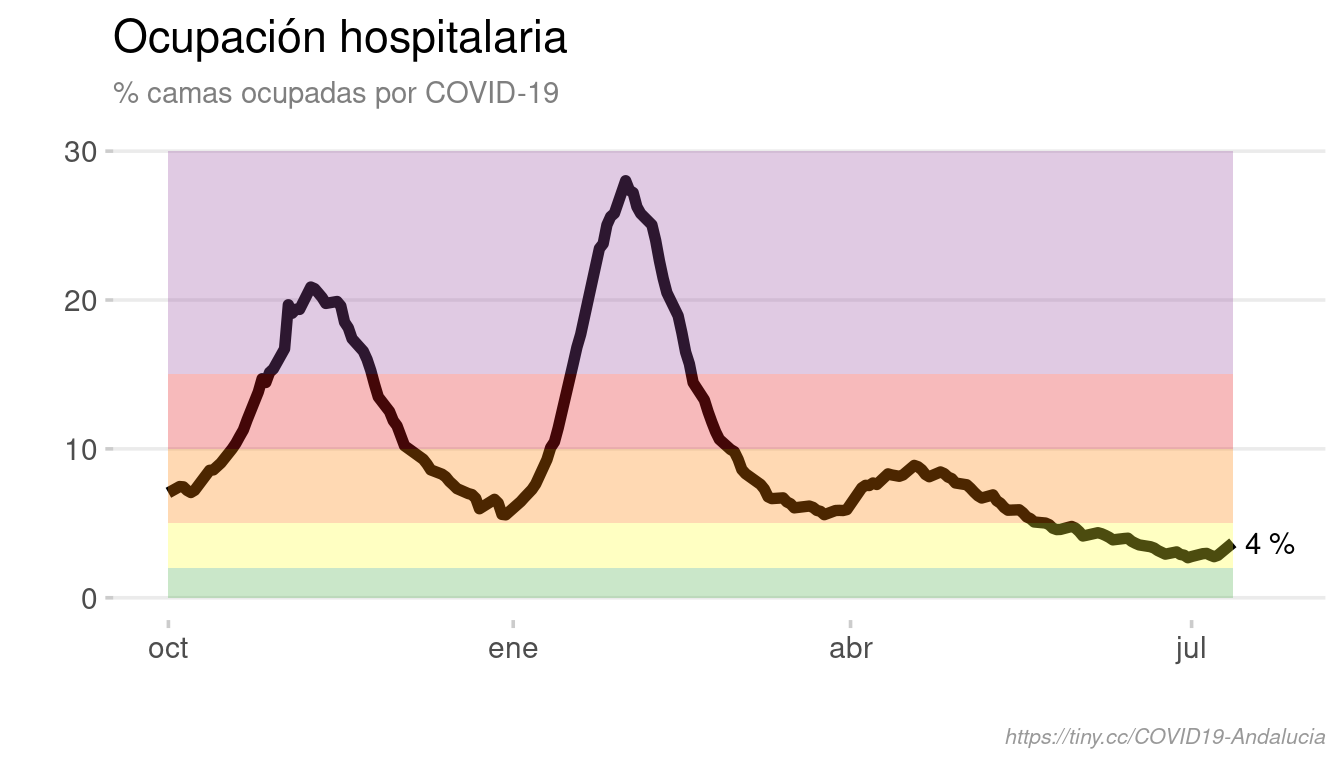 Ocupación hospitalaria
% camas ocupadas por COVID-19
30
20
10
0
4 %
oct ene abr jul
https://tiny.cc/COVID19-Andalucia